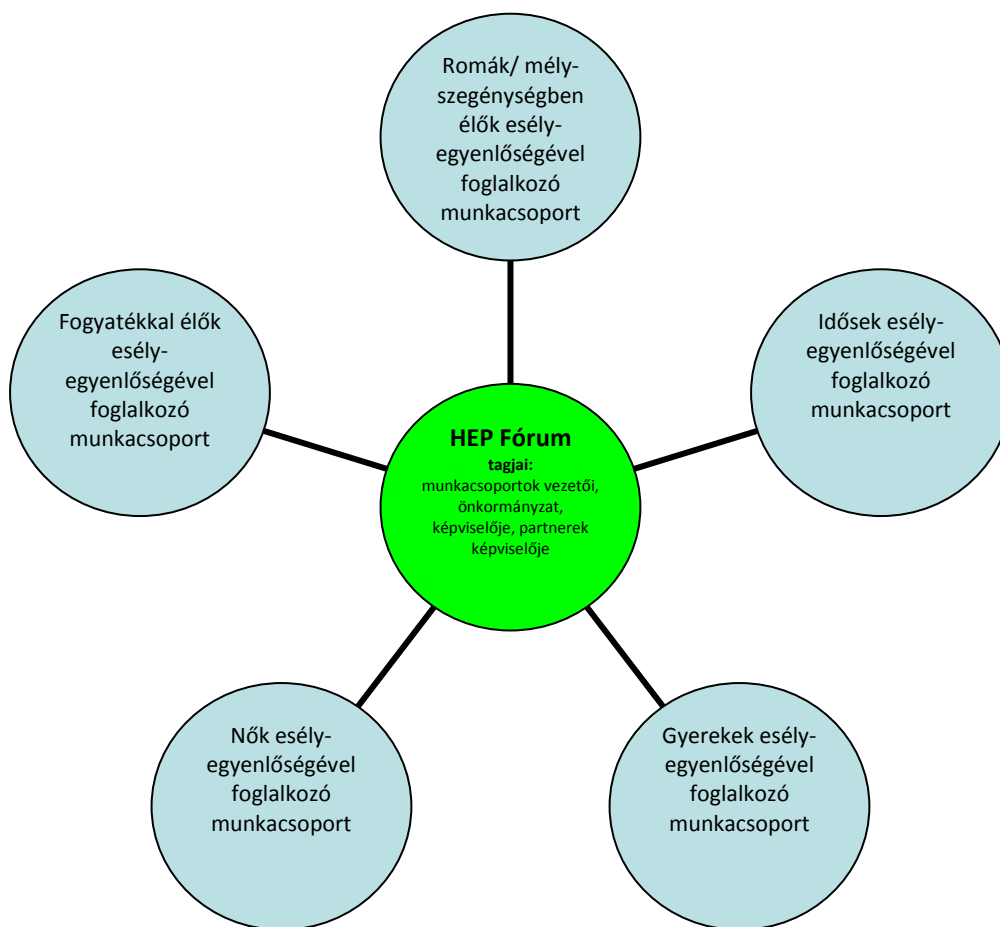 Romák/ mély-
szegénységben
élők esély-
egyenlőségével
foglalkozó
munkacsoport
Fogyatékkal élők
esély-
egyenlőségével
foglalkozó
munkacsoport
Idősek esély-
egyenlőségével
foglalkozó
munkacsoport
HEP Fórum
tagjai:
munkacsoportok vezetői,
önkormányzat,
képviselője, partnerek
képviselője
Nők esély-
egyenlőségével
foglalkozó
munkacsoport
Gyerekek esély-
egyenlőségével
foglalkozó
munkacsoport